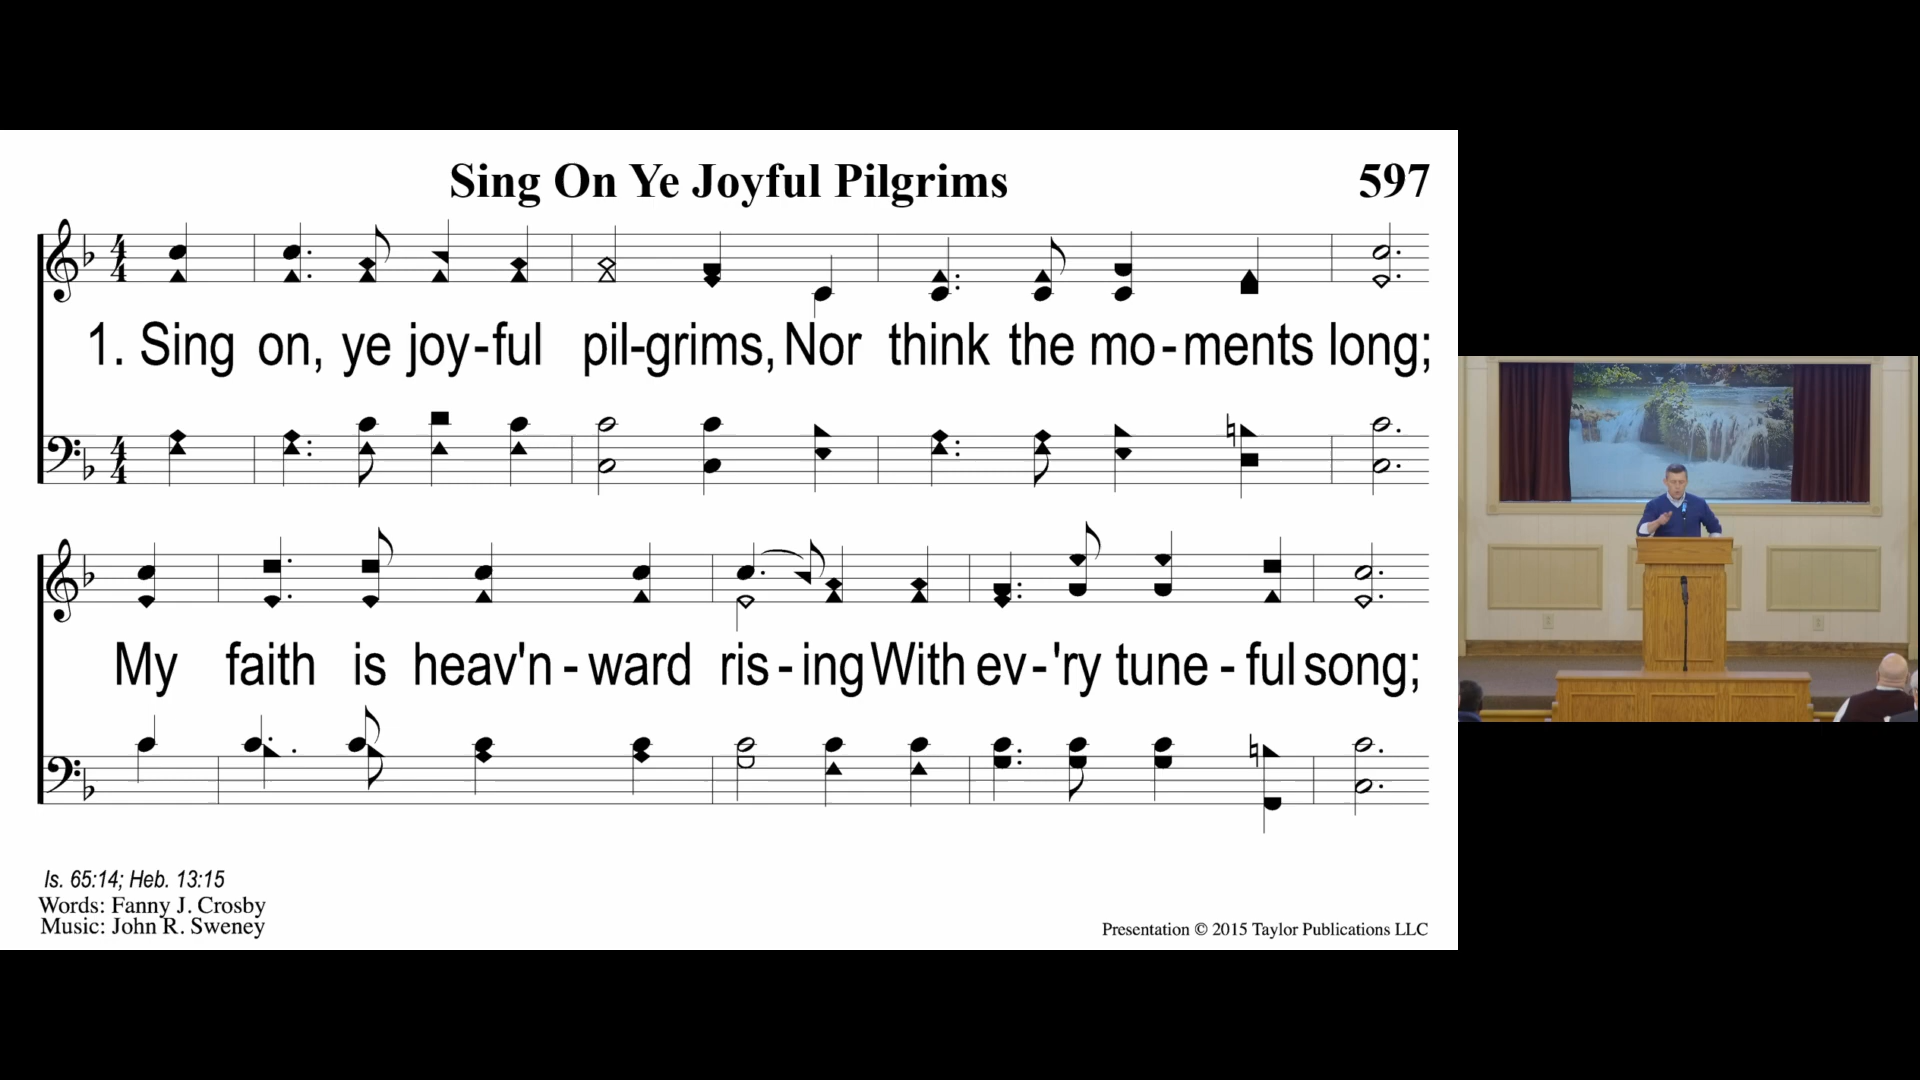 Sing On Ye Joyful Pilgrims 597
1. Sing on, ye joy-ful pil-grims, Nor think the mo-ments long;
My faith is heav'n-ward ris-ing With ev-'ry tune-ful song;
Is. 65:14; Heb. 13:15
Words: Fanny J. Crosby
Music: John R. Sweney
Presentation © 2015 Taylor Publications LLC